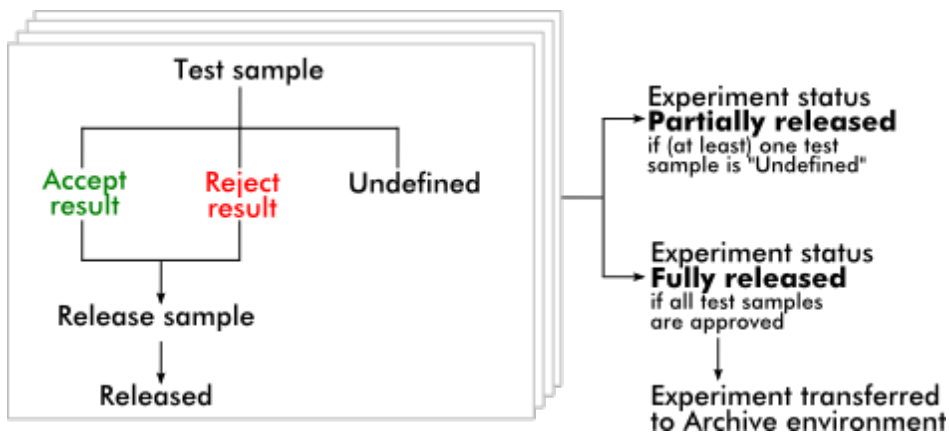 Test sample
Accept
result
Reject
result
Undefined
Release sample
Released
Experiment status
Partially released
if (at least) one test
sample is "Undefined"
Experiment status
Fully released
if all test samples
are approved
Experiment transferred
to Archive environment